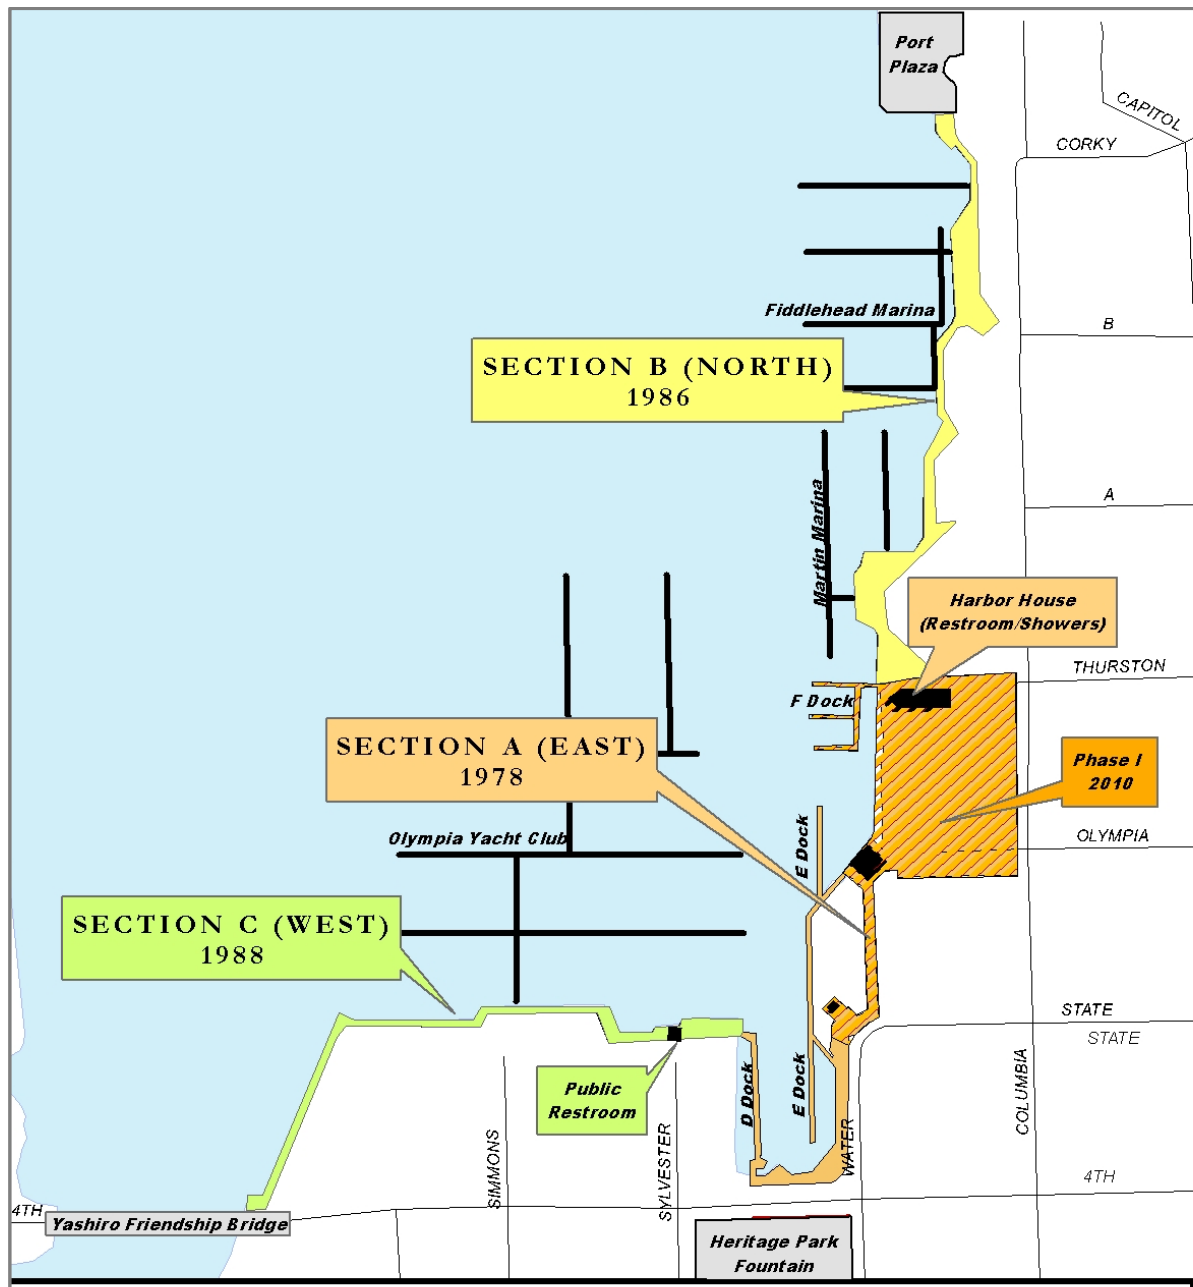 Port
Plaza
CAPITOL
CORKY
Fiddlehead Marina
B
SECTION B (NORTH)
1986
A
Martin Marina
Harbor House
(Restroom/Showers)
THURSTON
F Dock
SECTION A (EAST)
1978
Phase I
2010
Olympia Yacht Club
E Dock
OLYMPIA
SECTION C (WEST)
1988
STATE
STATE
Public
Restroom
D Dock
E Dock
WATER
COLUMBIA
SIMMONS
SYLVESTER
4TH
4TH
Yashiro Friendship Bridge
Heritage Park
Fountain